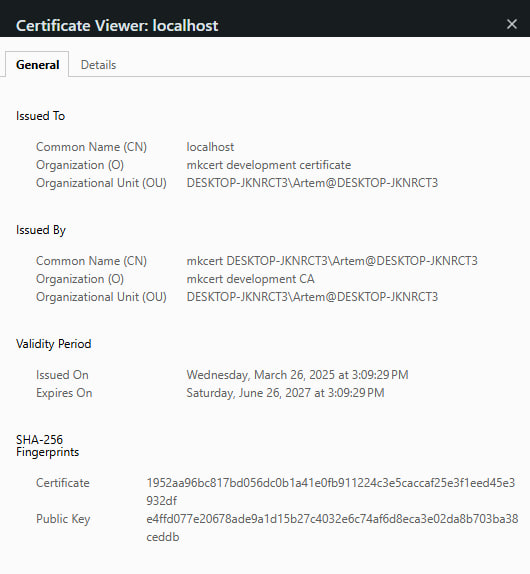 Certificate Viewer: localhost
General Details
Issued To
Common Name (CN) localhost
Organization (O) mkcert development certificate
Organizational Unit (OU) DESKTOP-JKNRCT3\Artem@DESKTOP-JKNRCT3
Issued By
Common Name (CN) mkcert DESKTOP-JKNRCT3\Artem@DESKTOP-JKNRCT3
Organization (O) mkcert development CA
Organizational Unit (OU) DESKTOP-JKNRCT3\Artem@DESKTOP-JKNRCT3
Validity Period
Issued On Wednesday, March 26, 2025 at 3:09:29 PM
Expires On Saturday, June 26, 2027 at 3:09:29 PM
SHA-256
Fingerprints
Certificate 1952aa96bc817bd056dc0b1a41e0fb911224c3e5caccaf25e3f1eed45e3
932df
Public Key e4ffd077e20678ade9a1d15b27c4032e6c74af6d8eca3e02da8b703ba38
ceddb